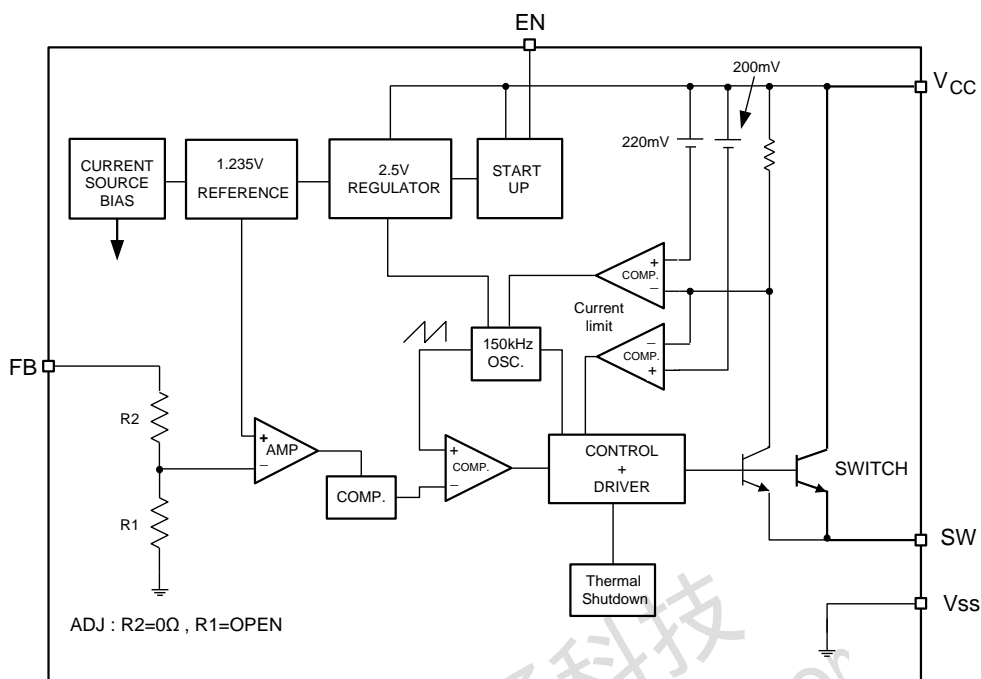 EN
200mV
VCC
220mV
CURRENT
SOURCE
BIAS
1.235V
REFERENCE
2.5V
REGULATOR
START
UP
+
COMP.
−
Current
limit
−
COMP.
+
150kHz
OSC.
FB
R2
+
AMP
−
COMP.
+
COMP.
−
CONTROL
+
DRIVER
SWITCH
R1
SW
Thermal
Shutdown
Vss
ADJ : R2=0Ω , R1=OPEN
科技